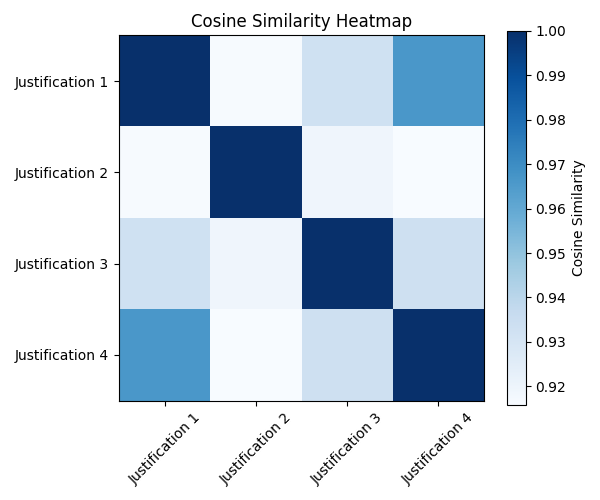 Cosine Similarity Heatmap
Justification 1
Justification 2
Justification 3
Justification 4
Justification 1
Justification 2
Justification 3
Justification 4
1.00
0.99
0.98
0.97
0.96
0.95
0.94
0.93
0.92
Cosine Similarity